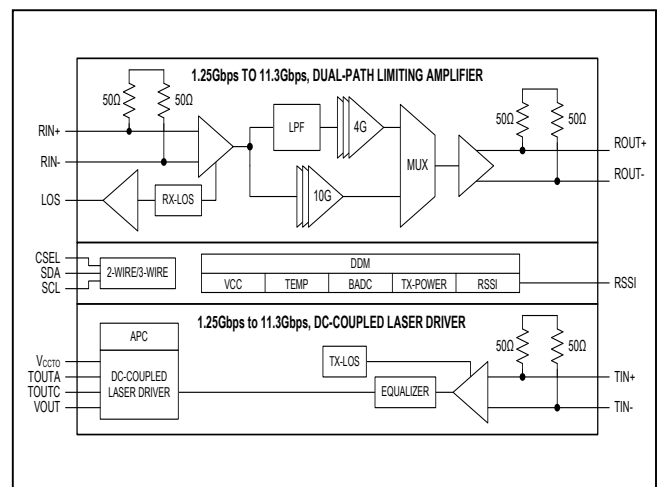 1.25Gbps TO 11.3Gbps, DUAL-PATH LIMITING AMPLIFIER
50Ω 50Ω
50Ω 50Ω
RIN+
RIN-
LOS
RX-LOS
LPF
4G
10G
MUX
ROUT+
ROUT-
CSEL
SDA
SCL
2-WIRE/3-WIRE
DDM
VCC TEMP BADC TX-POWER RSSI
RSSI
1.25Gbps to 11.3Gbps, DC-COUPLED LASER DRIVER
APC
VCCTO
TOUTA
TOUTC
VOUT
DC-COUPLED
LASER DRIVER
TX-LOS
EQUALIZER
50Ω 50Ω
TIN+
TIN-